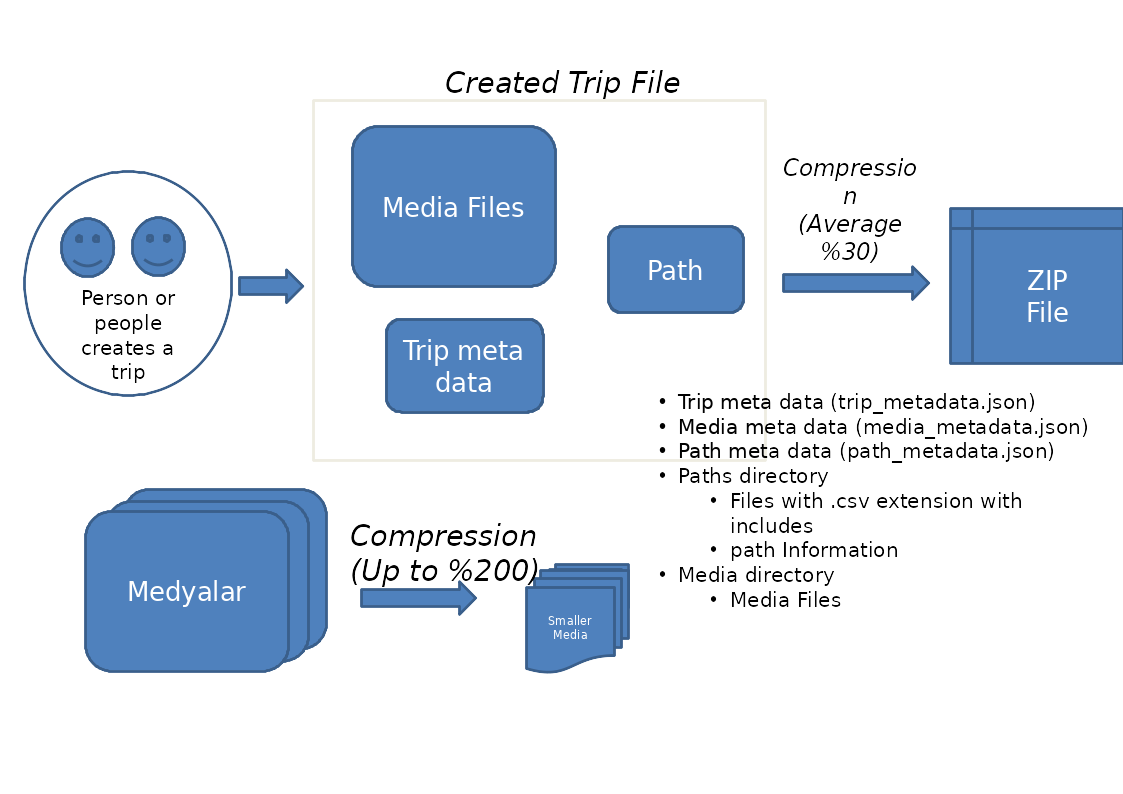 Created Trip File
Media Files
Compressio
n
(Average
%30)
Path
ZIP
File
Person or
people
creates a
trip
Trip meta
data
• Trip meta data (trip_metadata.json)
• Media meta data (media_metadata.json)
• Path meta data (path_metadata.json)
• Paths directory
• Files with .csv extension with
includes
• path Information
• Media directory
• Media Files
Medyalar
Compression
(Up to %200)
Smaller
Media